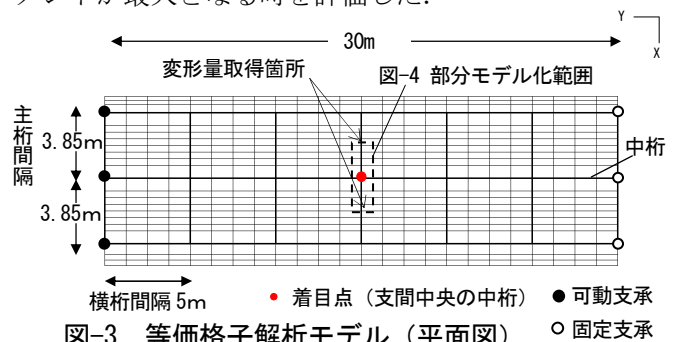 メントが最大となる時を評価した.
Y
X
30m
変形量取得箇所
図-4 部分モデル化範囲
主桁間隔
3.85m
中桁
3.85m
横桁間隔 5m
● 着目点（支間中央の中桁）
● 可動支承
図-3 等価格子解析モデル（平面図）
○ 固定支承